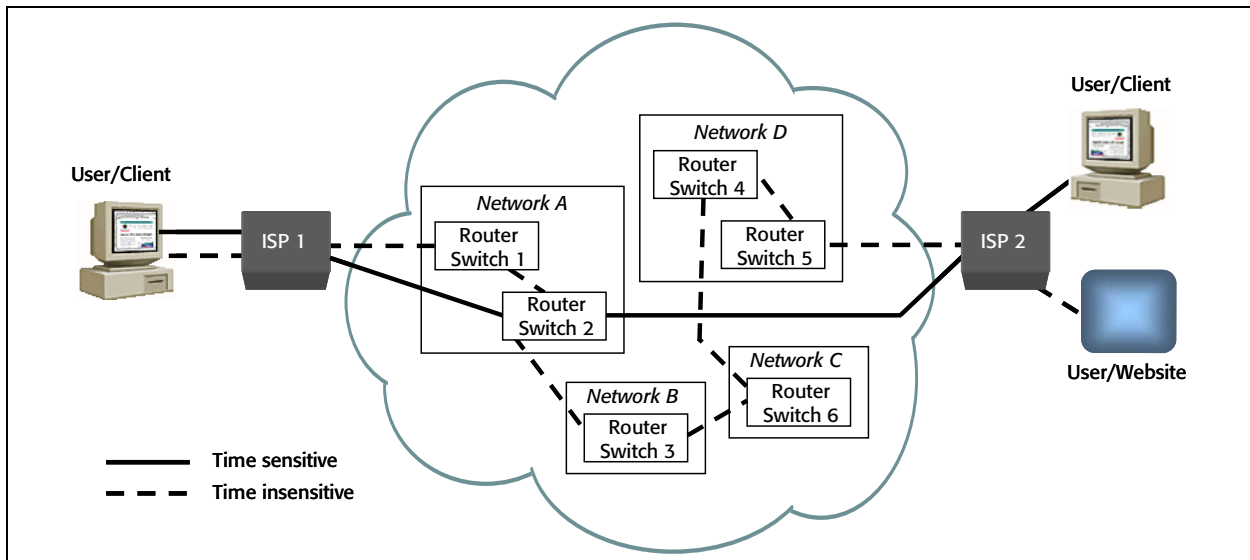 User/Client
ISP 1
Network A
Router
Switch 1
Router
Switch 2
Network B
Router
Switch 3
Network D
Router
Switch 4
Router
Switch 5
Network C
Router
Switch 6
ISP 2
User/Client
User/Website
Time sensitive
Time insensitive